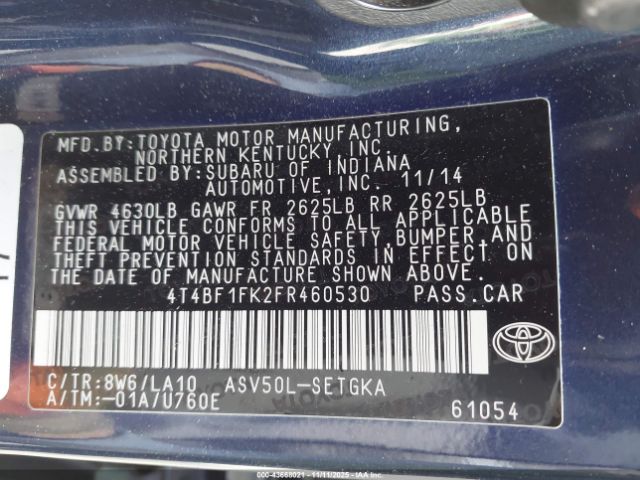 MFD.BY:TOYOTA MOTOR MANUFACTURING,
NORTHERN KENTUCKY, INC.
ASSEMBLED BY:SUBARU OF INDIANA
AUTOMOTIVE,INC. 11/14
GVWR 4630LB GAWR FR 2625LB RR 2625LB
THIS VEHICLE CONFORMS TO ALL APPLICABLE
FEDERAL MOTOR VEHICLE SAFETY,BUMPER,AND
THEFT PREVENTION STANDARDS IN EFFECT ON
THE DATE OF MANUFACTURE SHOWN ABOVE.
4T4BF1FK2FR460530 PASS.CAR
C/TR:8W6/LA10 ASV50L-SETGKA
A/TM:-01A/U760E
61054
000-43668021 - 11/11/2025 - IAAI.COM